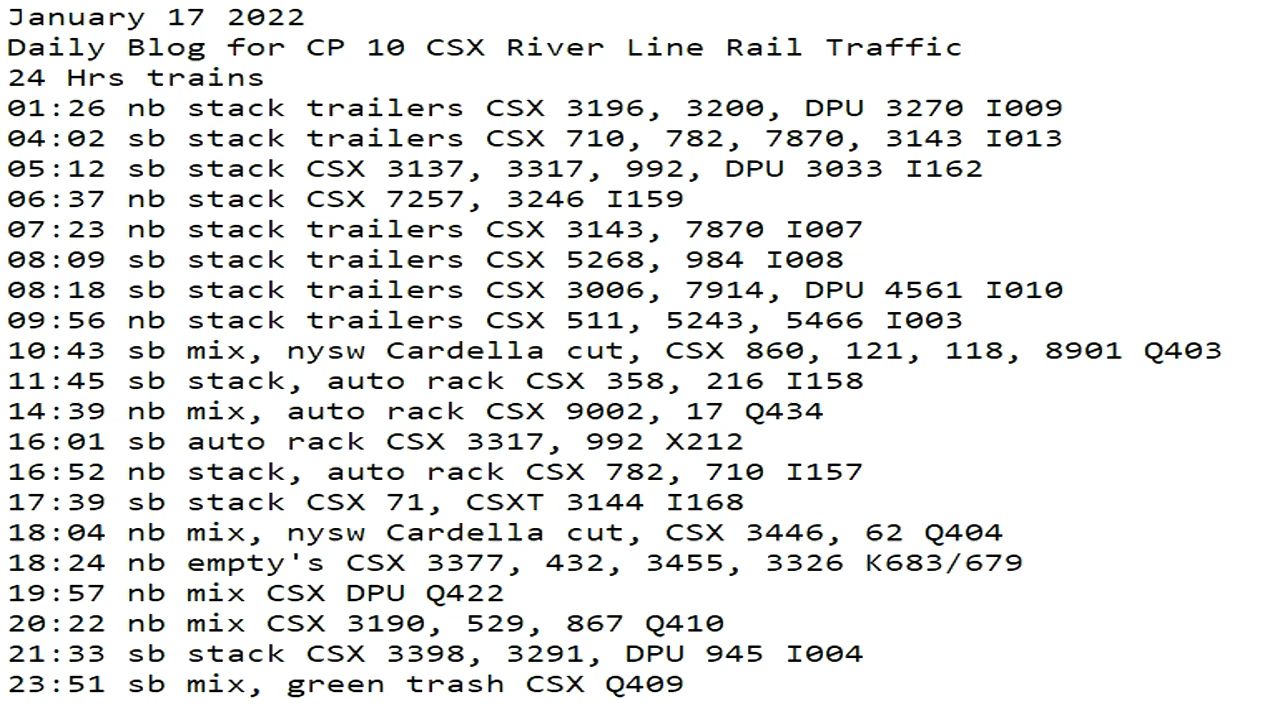 January 17 2022
Daily Blog for CP 10 CSX River Line Rail Traffic
24 Hrs trains
01:26 nb stack trailers CSX 3196, 3200, DPU 3270 I009
04:02 sb stack trailers CSX 710, 782, 7870, 3143 I013
05:12 sb stack CSX 3137, 3317, 992, DPU 3033 I162
06:37 nb stack CSX 7257, 3246 I159
07:23 nb stack trailers CSX 3143, 7870 I007
08:09 sb stack trailers CSX 5268, 984 I008
08:18 sb stack trailers CSX 3006, 7914, DPU 4561 I010
09:56 nb stack trailers CSX 511, 5243, 5466 I003
10:43 sb mix, nysw Cardella cut, CSX 860, 121, 118, 8901 Q403
11:45 sb stack, auto rack CSX 358, 216 I158
14:39 nb mix, auto rack CSX 9002, 17 Q434
16:01 sb auto rack CSX 3317, 992 X212
16:52 nb stack, auto rack CSX 782, 710 I157
17:39 sb stack CSX 71, CSXT 3144 I168
18:04 nb mix, nysw Cardella cut, CSX 3446, 62 Q404
18:24 nb empty's CSX 3377, 432, 3455, 3326 K683/679
19:57 nb mix CSX DPU Q422
20:22 nb mix CSX 3190, 529, 867 Q410
21:33 sb stack CSX 3398, 3291, DPU 945 I004
23:51 sb mix, green trash CSX Q409